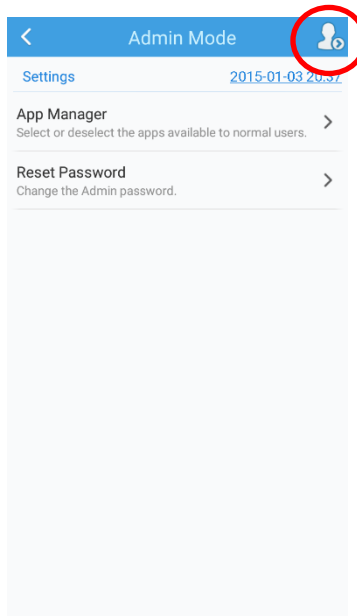 Admin Mode
Settings 2015-01-03 20:37
App Manager
Select or deselect the apps available to normal users.
Reset Password
Change the Admin password.